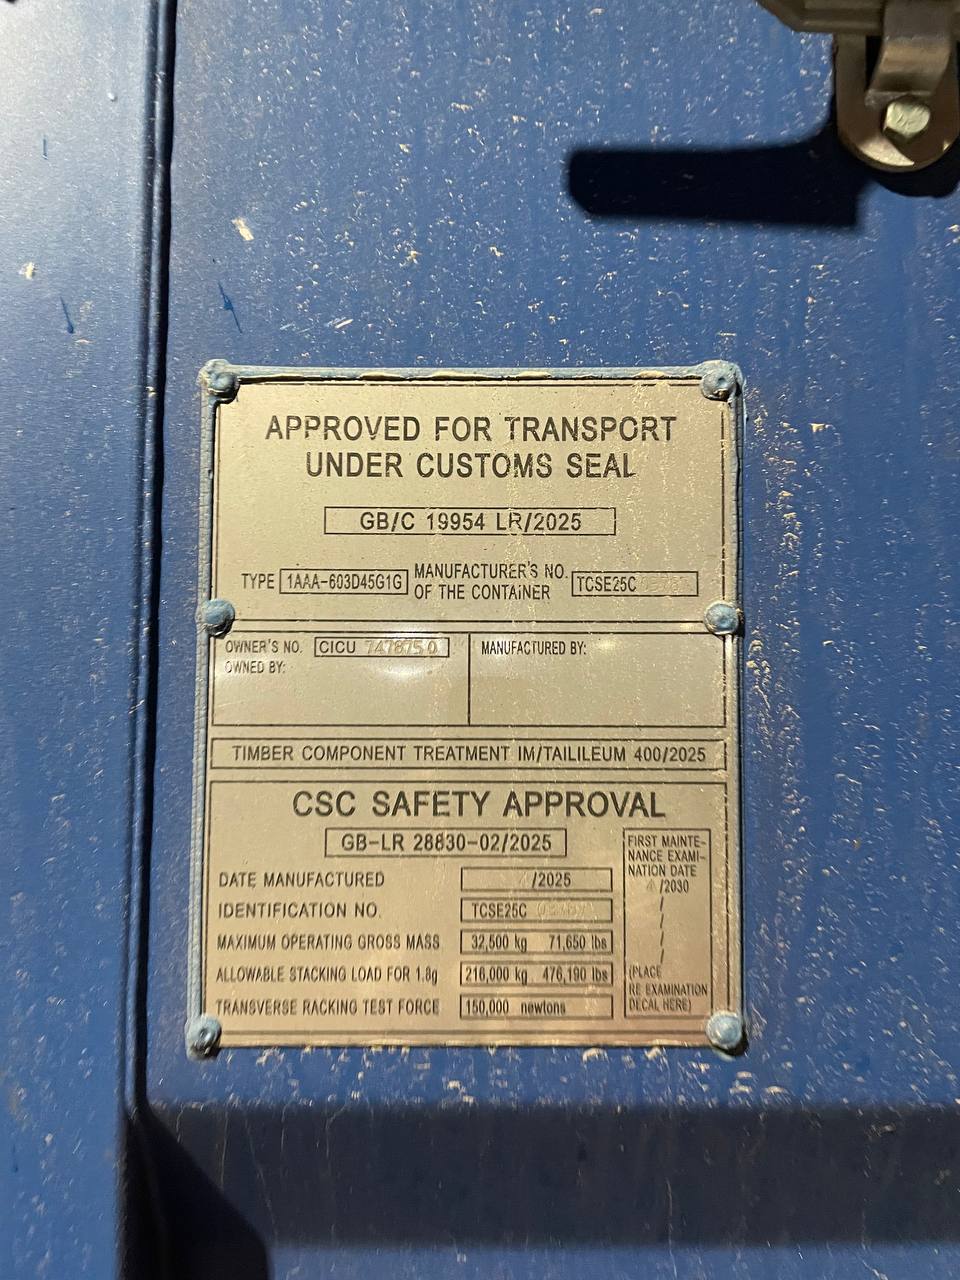 APPROVED FOR TRANSPORT
UNDER CUSTOMS SEAL
GB/C 19954 LR/2025
TYPE 1AAA-603D45G1G MANUFACTURER'S NO. OF THE CONTAINER TCSE25C
OWNER'S NO. CICU 747875 0
OWNED BY:
MANUFACTURED BY:
TIMBER COMPONENT TREATMENT IM/TAILILEUM 400/2025
CSC SAFETY APPROVAL
GB-LR 28830-02/2025
DATE MANUFACTURED 4/2025
IDENTIFICATION NO. TCSE25C
MAXIMUM OPERATING GROSS MASS 32,500 kg 71,650 lbs
ALLOWABLE STACKING LOAD FOR 1.8g 216,000 kg 476,190 lbs
TRANSVERSE RACKING TEST FORCE 150,000 newtons
FIRST MAINTE-
NANCE EXAMI-
NATION DATE
4/2030
/
/
/
/
/
(PLACE
RE EXAMINATION
DECAL HERE)